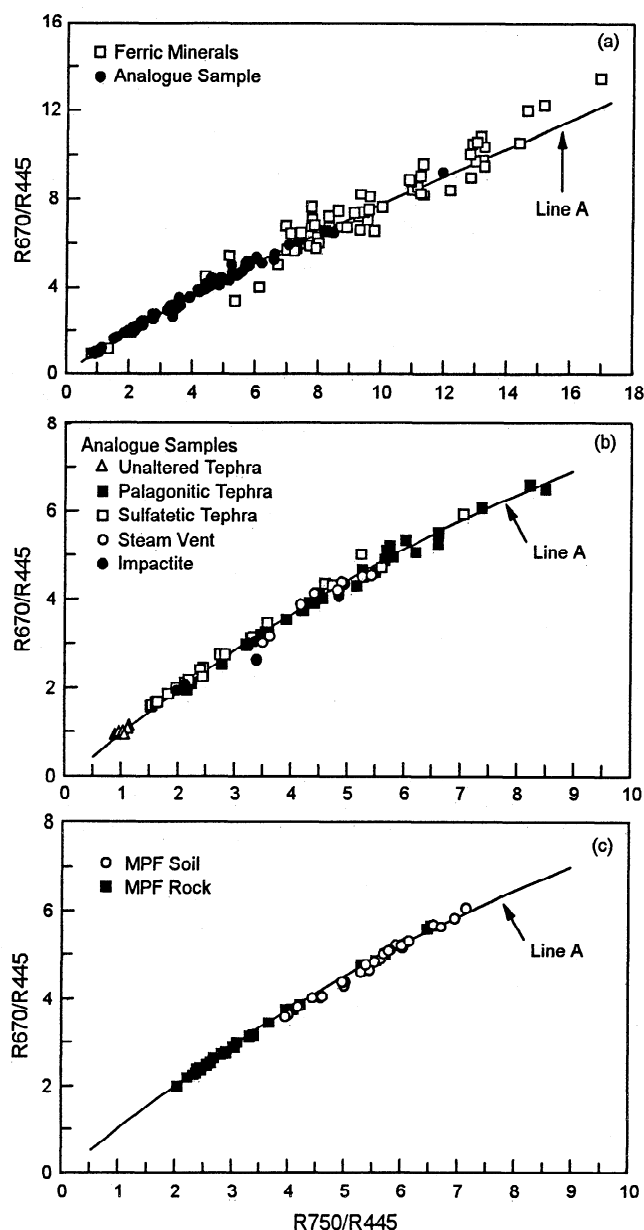 (a)
Ferric Minerals
Analogue Sample
R670/R445
16
12
8
4
0
Line A
0 2 4 6 8 10 12 14 16 18
(b)
Analogue Samples
Unaltered Tephra
Palagonitic Tephra
Sulfatetic Tephra
Steam Vent
Impactite
R670/R445
8
6
4
2
0
Line A
0 1 2 3 4 5 6 7 8 9 10
(c)
MPF Soil
MPF Rock
R670/R445
8
6
4
2
0
Line A
0 1 2 3 4 5 6 7 8 9 10
R750/R445